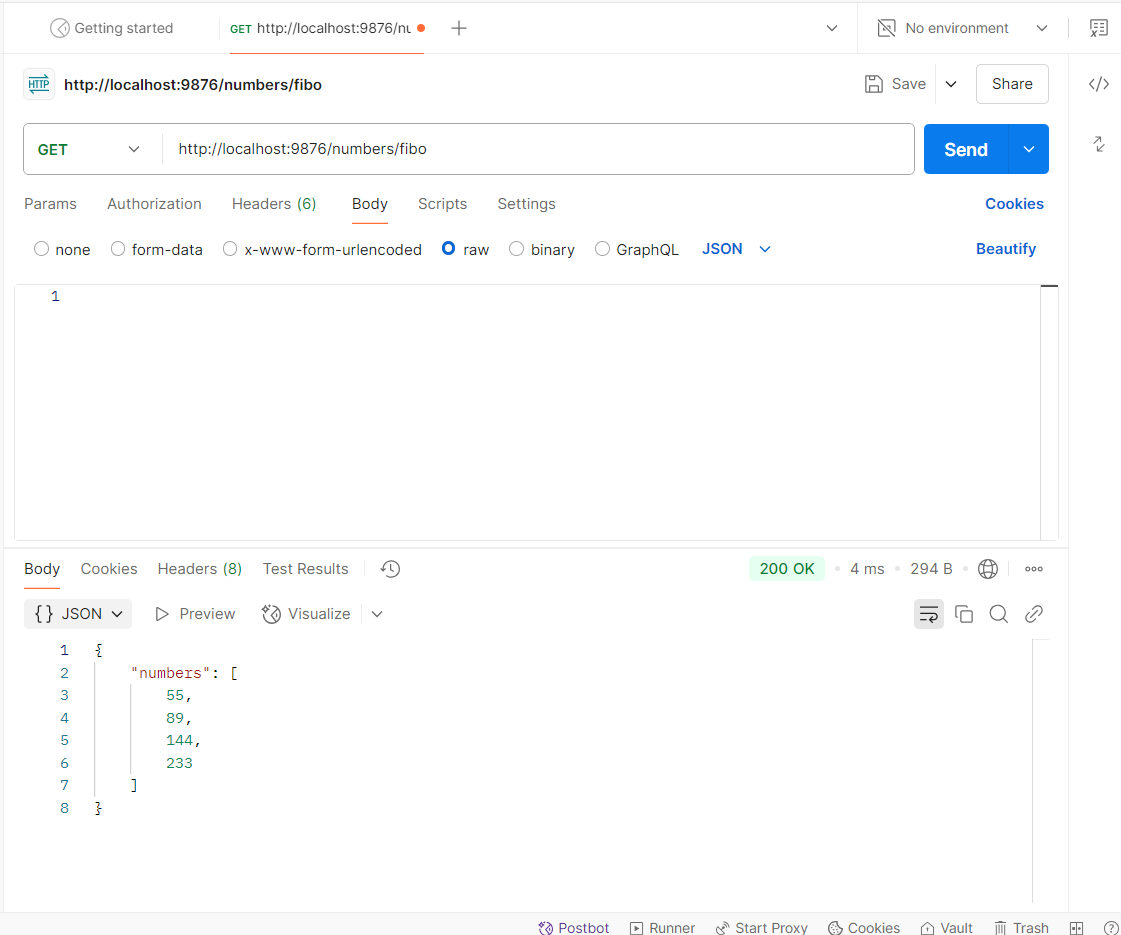 Getting started GET http://localhost:9876/nu No environment
HTTP http://localhost:9876/numbers/fibo Save Share
GET http://localhost:9876/numbers/fibo Send
Params Authorization Headers (6) Body Scripts Settings Cookies
none form-data x-www-form-urlencoded raw binary GraphQL JSON Beautify
1
Body Cookies Headers (8) Test Results 200 OK 4 ms 294 B
{} JSON Preview Visualize
1 {
2 "numbers": [
3 55,
4 89,
5 144,
6 233
7 ]
8 }
Postbot Runner Start Proxy Cookies Vault Trash